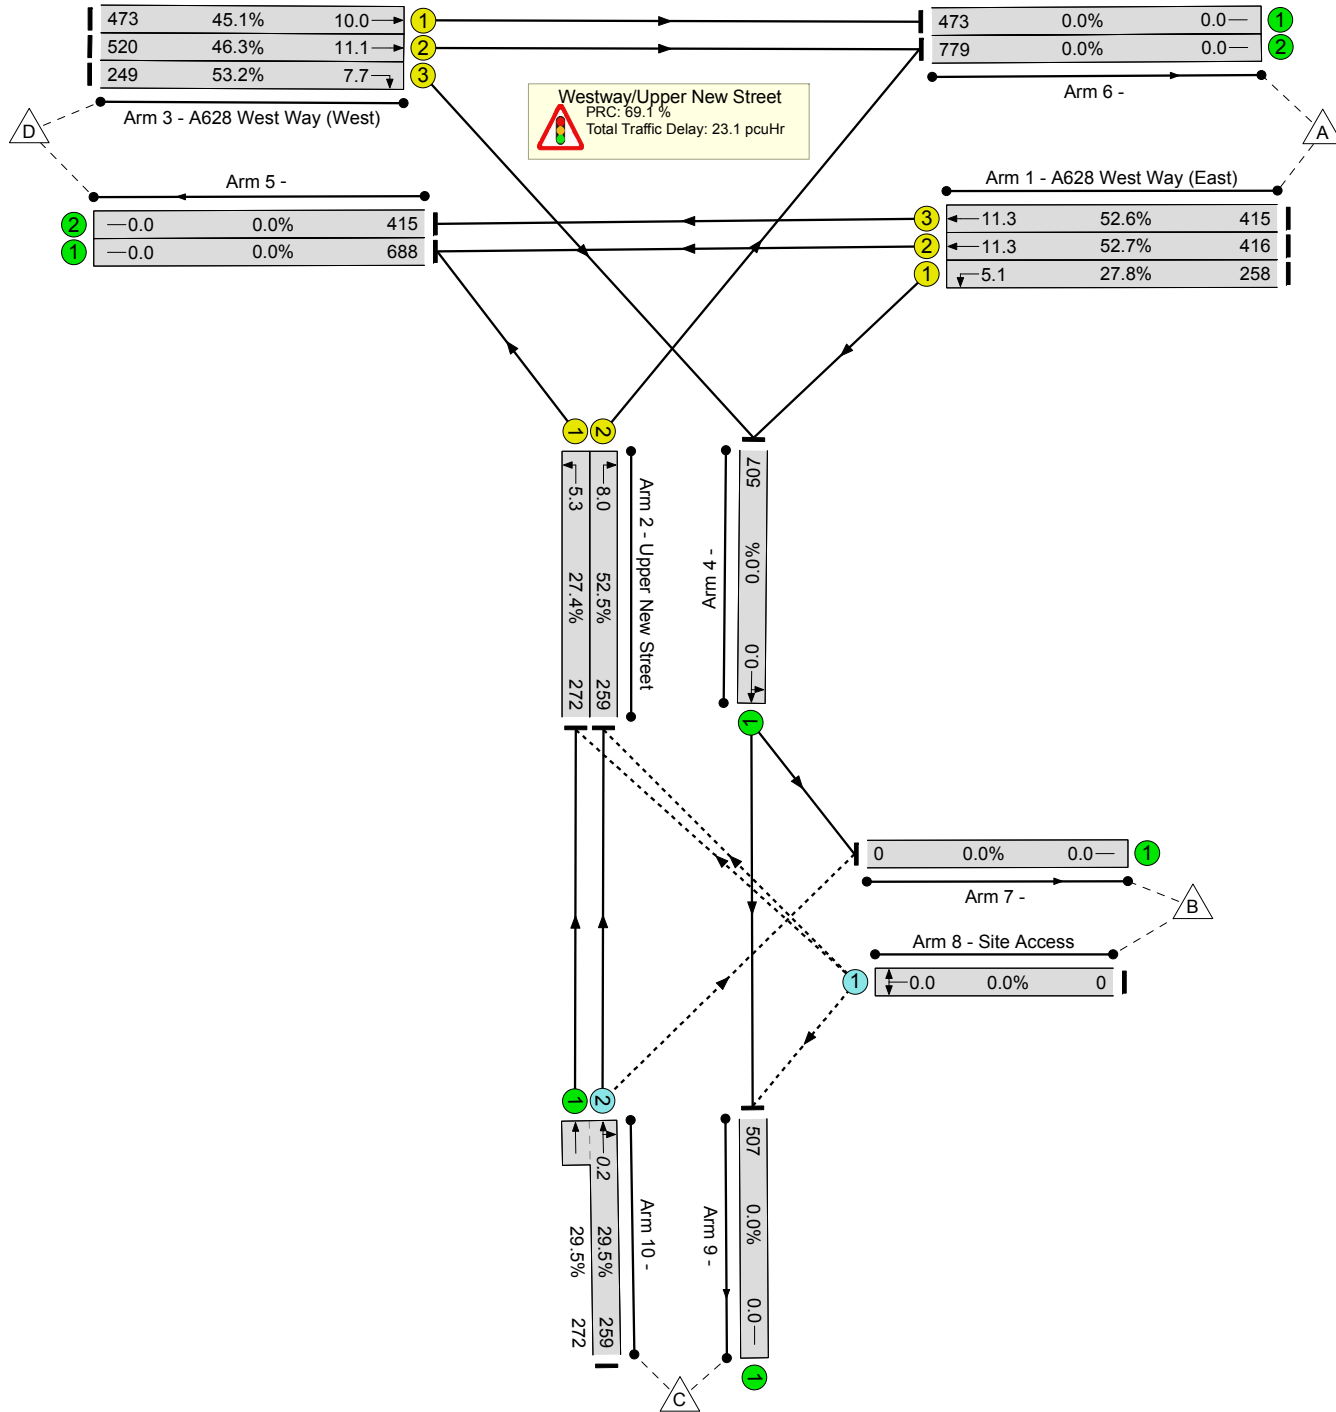 473 45.1% 10.0 1
520 46.3% 11.1 2
249 53.2% 7.7 3
Arm 3 - A628 West Way (West)
D
473 0.0% 0.0 1
779 0.0% 0.0 2
Arm 6 -
A
Westway/Upper New Street
PRC: 69.1 %
Total Traffic Delay: 23.1 pcuHr
Arm 5 -
2 0.0 0.0% 415
1 0.0 0.0% 688
Arm 1 - A628 West Way (East)
3 11.3 52.6% 415
2 11.3 52.7% 416
1 5.1 27.8% 258
1 5.3 27.4% 272
2 8.0 52.5% 259
Arm 2 - Upper New Street
Arm 4 -
507 0.0% 0.0 1
0 0.0% 0.0 1
Arm 7 -
B
Arm 8 - Site Access
1 0.0 0.0% 0
1 29.5% 272
2 0.2 29.5% 259
Arm 10 -
Arm 9 -
507 0.0% 0.0 1
C